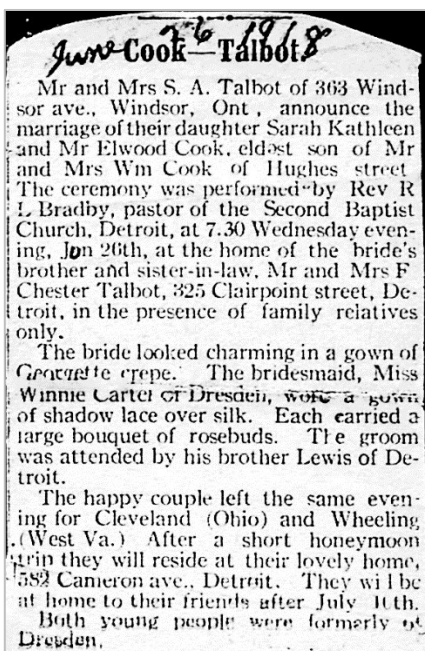 June 26 1918
Cook—Talbot.
Mr and Mrs S. A. Talbot of 363 Wind-
sor ave., Windsor, Ont, announce the
marriage of their daughter Sarah Kathleen
and Mr Elwood Cook, eldest son of Mr
and Mrs Wm Cook of Hughes street
The ceremony was performed by Rev R
L Bradby, pastor of the Second Baptist
Church, Detroit, at 7.30 Wednesday even-
ing, Jun 26th, at the home of the bride's
brother and sister-in-law, Mr and Mrs F
Chester Talbot, 325 Clairpoint street, De-
troit, in the presence of family relatives
only.
The bride looked charming in a gown of
Georgette crepe. The bridesmaid, Miss
Winnie Carter of Dresden, wore a gown
of shadow lace over silk. Each carried a
large bouquet of rosebuds. The groom
was attended by his brother Lewis of De-
troit.
The happy couple left the same even-
ing for Cleveland (Ohio) and Wheeling
(West Va.) After a short honeymoon
trip they will reside at their lovely home,
582 Cameron ave., Detroit. They will be
at home to their friends after July 10th.
Both young people were formerly of
Dresden.